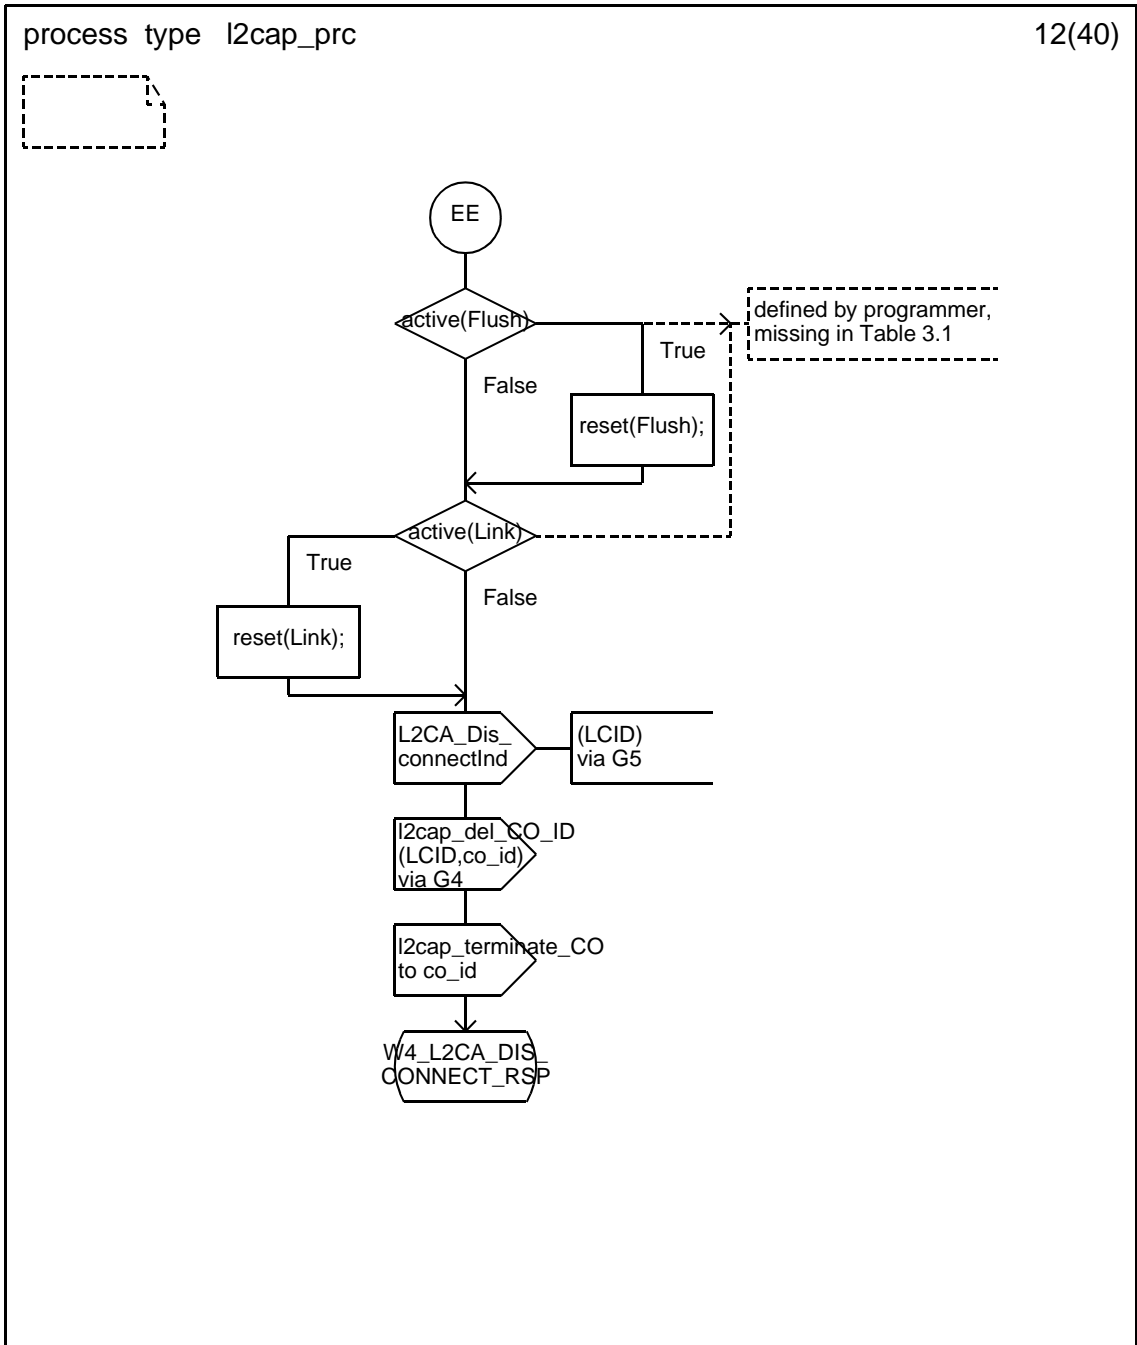 process type l2cap_prc
12(40)
EE
active(Flush)
defined by programmer,
missing in Table 3.1
True
False
reset(Flush);
active(Link)
True
False
reset(Link);
L2CA_Dis_
connectInd
(LCID)
via G5
l2cap_del_CO_ID
(LCID,co_id)
via G4
l2cap_terminate_CO
to co_id
W4_L2CA_DIS_
CONNECT_RSP